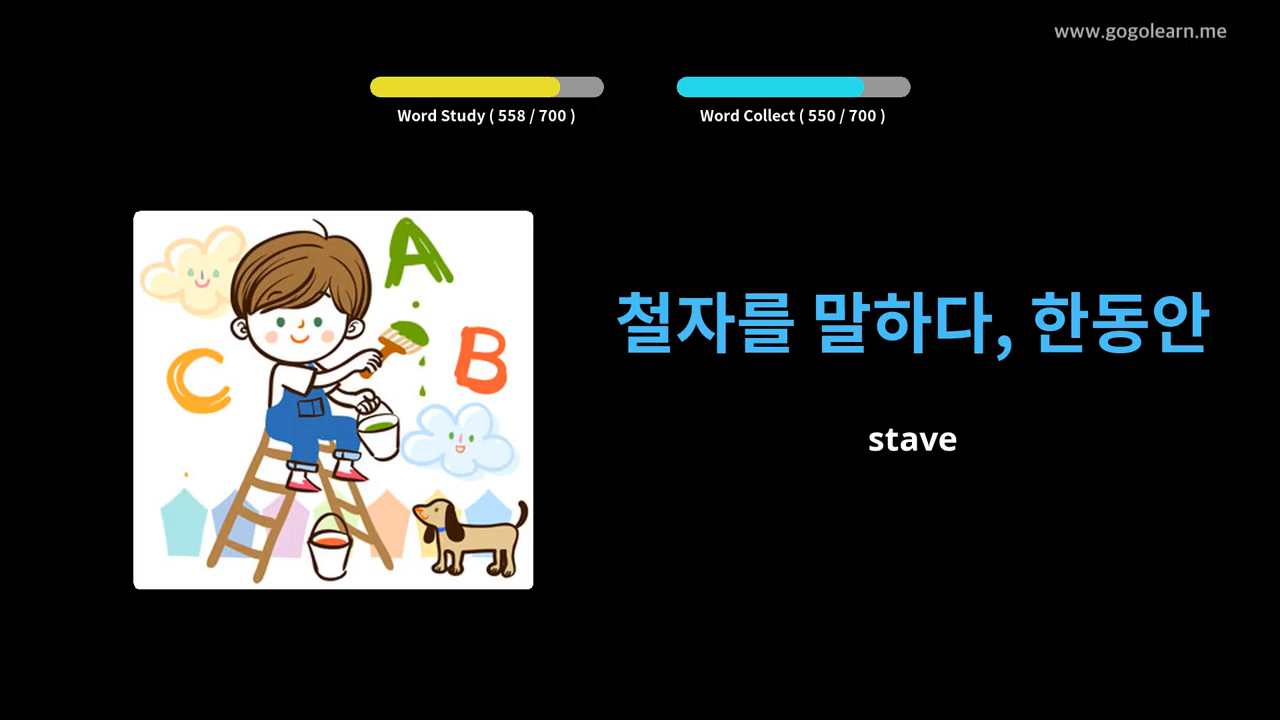 www.gogolearn.me
Word Study ( 558 / 700 )
Word Collect ( 550 / 700 )
A
B
C
철자를 말하다, 한동안
stave